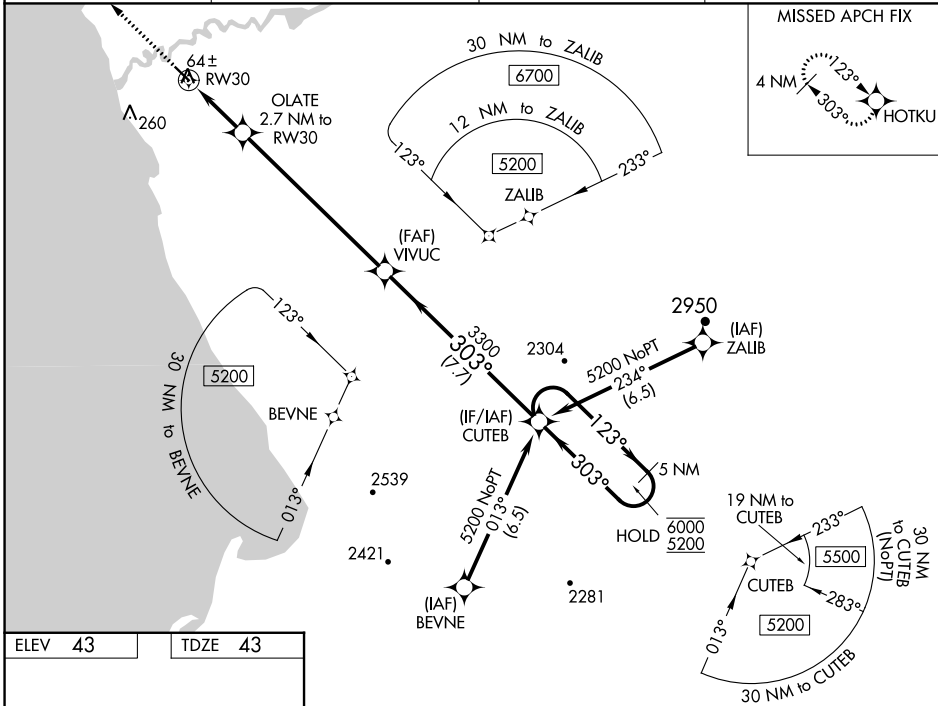 MISSED APCH FIX
4 NM
123°
303°
HOTKU
64±
RW30
260
OLATE
2.7 NM to
RW30
30 NM to ZALIB
6700
12 NM to ZALIB
5200
123°
233°
ZALIB
(FAF)
VIVUC
123°
30 NM to BEVNE
5200
BEVNE
013°
3300
303°
(7.7)
2304
2950
(IAF)
ZALIB
5200 NoPT
234°
(6.5)
(IF/IAF)
CUTEB
123°
303°
5 NM
HOLD
6000
5200
2539
2421
5200 NoPT
013°
(6.5)
(IAF)
BEVNE
2281
19 NM to
CUTEB
233°
30 NM
to CUTEB
(NoPT)
5500
CUTEB
283°
5200
013°
30 NM to CUTEB
ELEV 43
TDZE 43